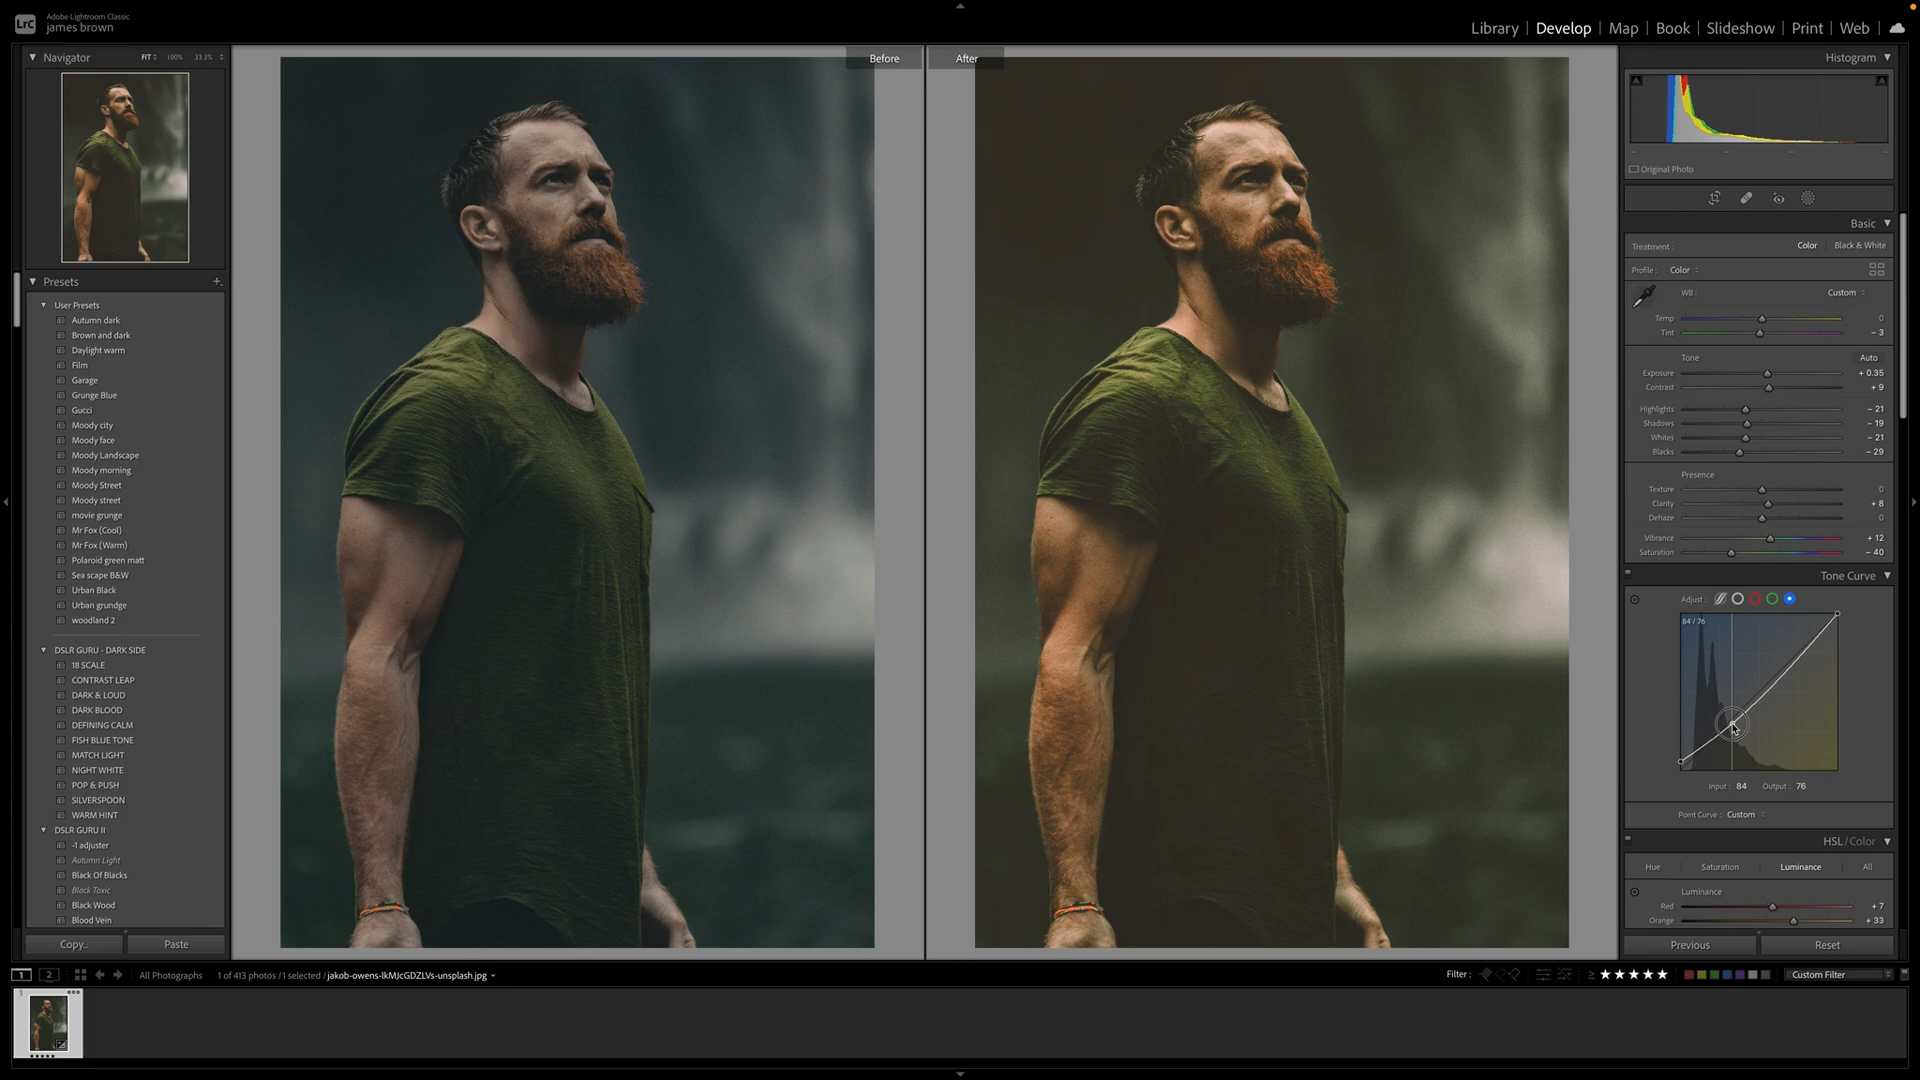 Lrc
Adobe Lightroom Classic
james brown
Library | Develop | Map | Book | Slideshow | Print | Web
Navigator FIT 100% 33.3%
Presets +
User Presets
Autumn dark
Brown and dark
Daylight warm
Film
Garage
Grunge Blue
Gucci
Moody city
Moody face
Moody Landscape
Moody morning
Moody Street
Moody street
movie grunge
Mr Fox (Cool)
Mr Fox (Warm)
Polaroid green matt
Sea scape B&W
Urban Black
Urban grundge
woodland 2
DSLR GURU - DARK SIDE
18 SCALE
CONTRAST LEAP
DARK & LOUD
DARK BLOOD
DEFINING CALM
FISH BLUE TONE
MATCH LIGHT
NIGHT WHITE
POP & PUSH
SILVERSPOON
WARM HINT
DSLR GURU II
-1 adjuster
Autumn Light
Black Of Blacks
Black Toxic
Black Wood
Blood Vein
Copy... Paste
Before After
Histogram
Original Photo
Basic
Treatment : Color | Black & White
Profile : Color
WB : Custom
Temp 0
Tint - 3
Tone Auto
Exposure + 0.35
Contrast + 9
Highlights - 21
Shadows - 19
Whites - 21
Blacks - 29
Presence
Texture 0
Clarity + 8
Dehaze 0
Vibrance + 12
Saturation - 40
Tone Curve
Adjust :
84 / 76
Input : 84 Output : 76
Point Curve : Custom
HSL / Color
Hue Saturation Luminance All
Luminance
Red + 7
Orange + 33
Previous Reset
1 2 All Photographs 1 of 413 photos / 1 selected / jakob-owens-lkMJcGDZLVs-unsplash.jpg
Filter : ≥ ★★★★★ Custom Filter
1